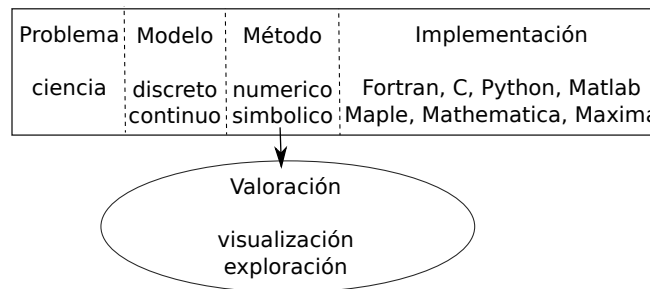 Problema Modelo Método Implementación
ciencia discreto numerico Fortran, C, Python, Matlab
continuo simbolico Maple, Mathematica, Maxima
Valoración
visualización
exploración